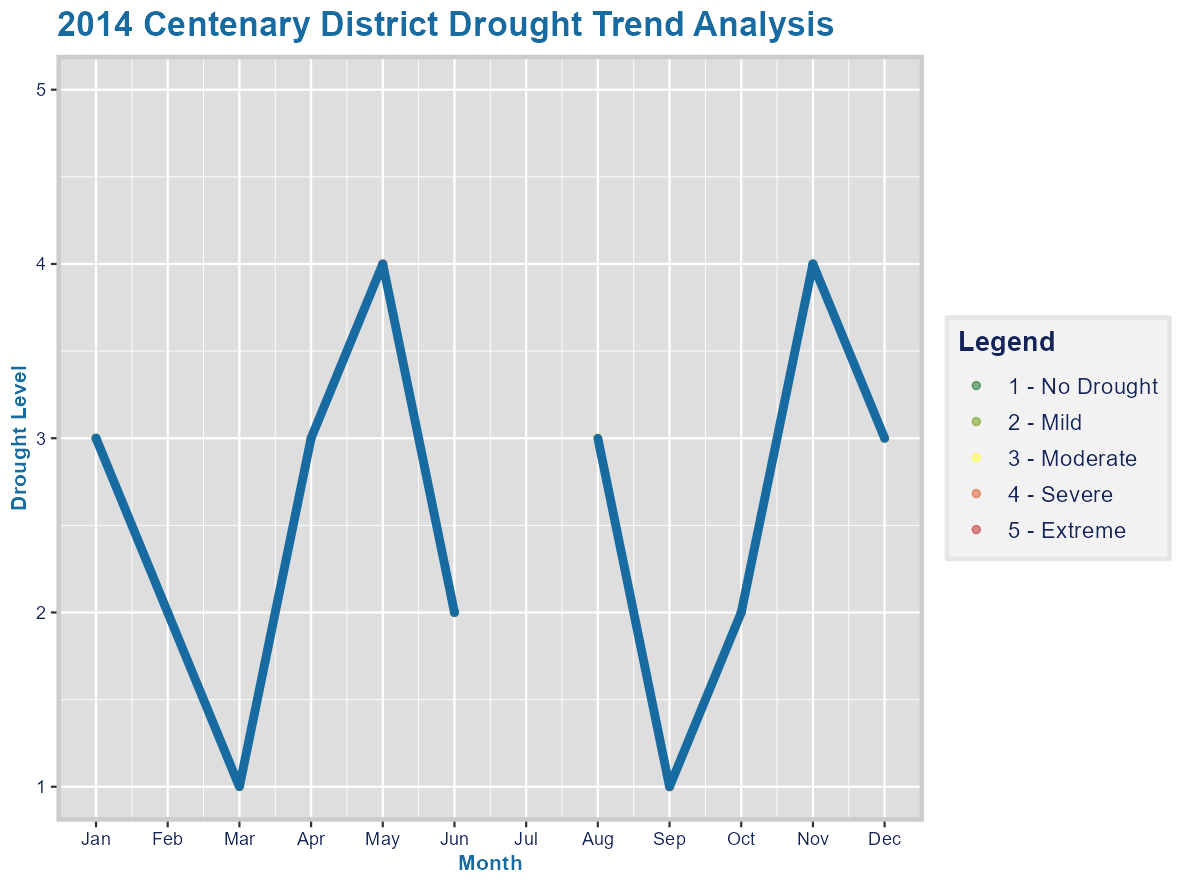 2014 Centenary District Drought Trend Analysis
5
4
3
2
1
Drought Level
Jan Feb Mar Apr May Jun Jul Aug Sep Oct Nov Dec
Month
Legend
1 - No Drought
2 - Mild
3 - Moderate
4 - Severe
5 - Extreme